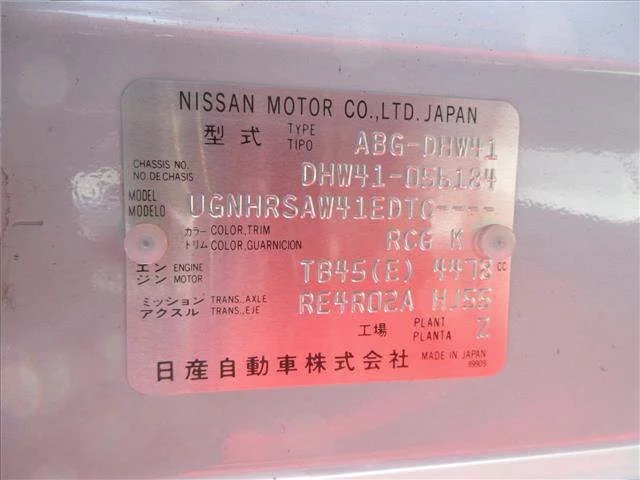 NISSAN MOTOR CO.,LTD. JAPAN
型式 TYPE TIPO ABG-DHW41
CHASSIS NO. NO. DE CHASIS DHW41-056184
MODEL MODELO UGNHRSAW41EDTC----
カラー COLOR, TRIM
トリム COLOR, GUARNICION RCG K
エンジン ENGINE MOTOR TB45(E) 4478 cc
ミッション TRANS., AXLE
アクスル TRANS., EJE RE4R02A HJ55
工場 PLANT PLANTA Z
日産自動車株式会社 MADE IN JAPAN